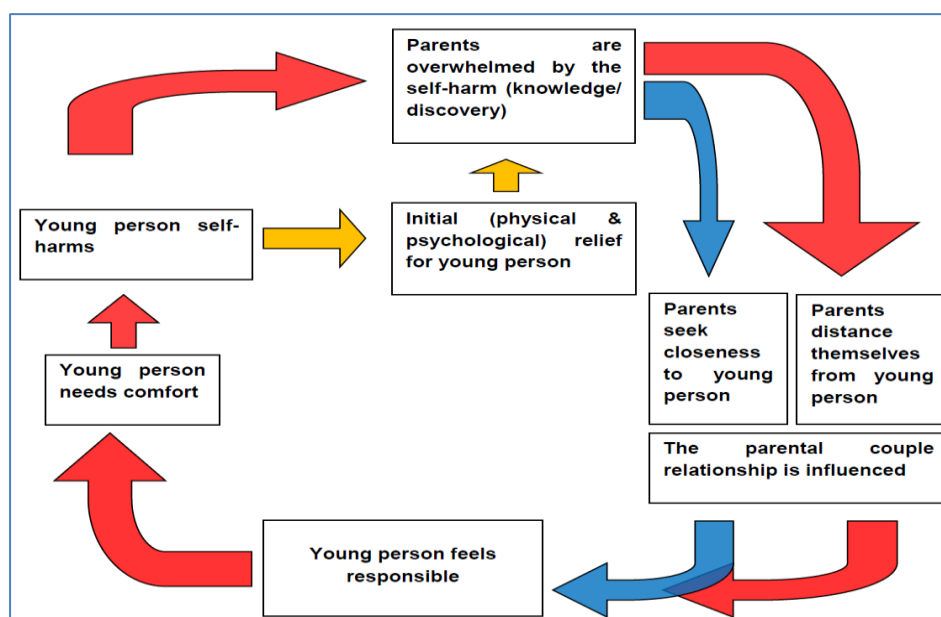 Parents are
overwhelmed by the
self-harm (knowledge/
discovery)
Young person self-
harms
Initial (physical &
psychological) relief
for young person
Parents
seek
closeness
to young
person
Parents
distance
themselves
from young
person
Young person
needs comfort
The parental couple
relationship is influenced
Young person feels
responsible